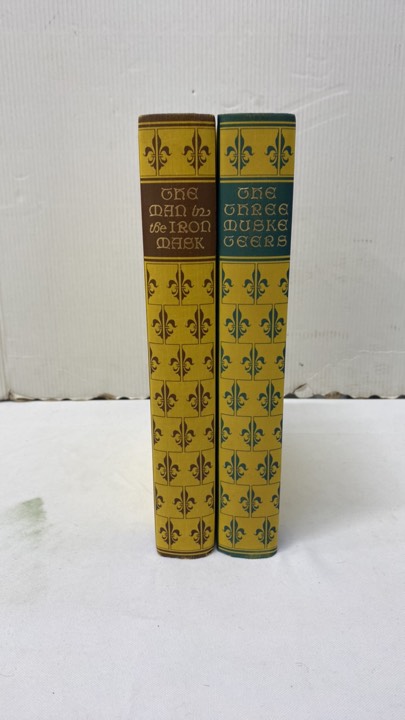 THE
MAN in
the IRON
MASK
THE
THREE
MUSKE
TEERS